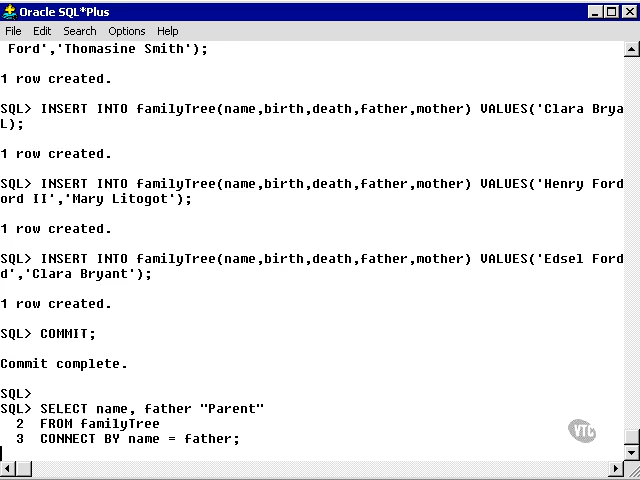 Oracle SQL*Plus
File Edit Search Options Help
Ford','Thomasine Smith');
1 row created.
SQL> INSERT INTO familyTree(name,birth,death,father,mother) VALUES('Clara Brya
L);
1 row created.
SQL> INSERT INTO familyTree(name,birth,death,father,mother) VALUES('Henry Ford
ord II','Mary Litogot');
1 row created.
SQL> INSERT INTO familyTree(name,birth,death,father,mother) VALUES('Edsel Ford
d','Clara Bryant');
1 row created.
SQL> COMMIT;
Commit complete.
SQL>
SQL> SELECT name, father "Parent"
2 FROM familyTree
3 CONNECT BY name = father;
VTC